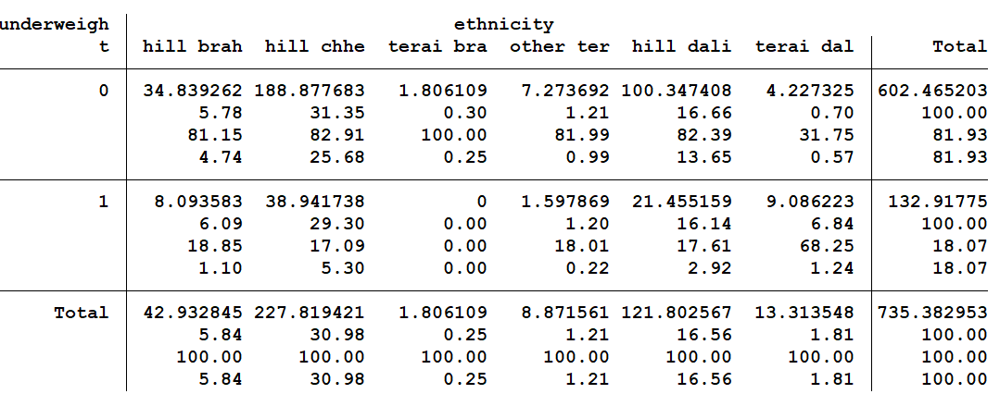 underweigh ethnicity
t hill brah hill chhe terai bra other ter hill dali terai dal Total
0 34.839262 188.877683 1.806109 7.273692 100.347408 4.227325 602.465203
5.78 31.35 0.30 1.21 16.66 0.70 100.00
81.15 82.91 100.00 81.99 82.39 31.75 81.93
4.74 25.68 0.25 0.99 13.65 0.57 81.93
1 8.093583 38.941738 0 1.597869 21.455159 9.086223 132.91775
6.09 29.30 0.00 1.20 16.14 6.84 100.00
18.85 17.09 0.00 18.01 17.61 68.25 18.07
1.10 5.30 0.00 0.22 2.92 1.24 18.07
Total 42.932845 227.819421 1.806109 8.871561 121.802567 13.313548 735.382953
5.84 30.98 0.25 1.21 16.56 1.81 100.00
100.00 100.00 100.00 100.00 100.00 100.00 100.00
5.84 30.98 0.25 1.21 16.56 1.81 100.00